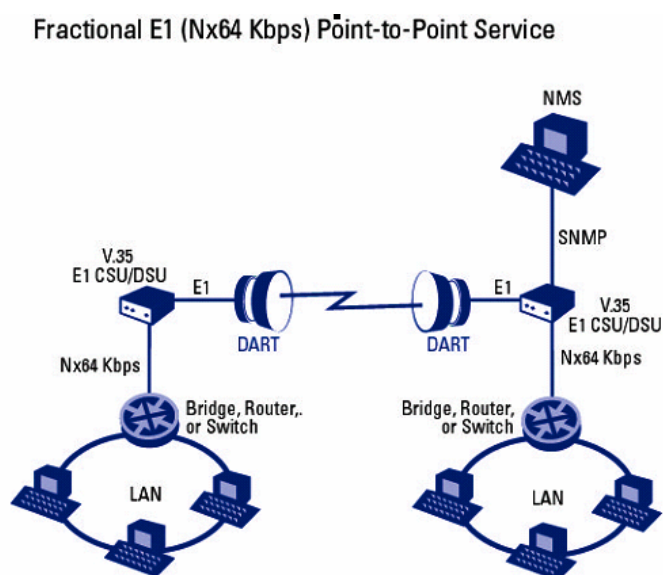 Fractional E1 (Nx64 Kbps) Point-to-Point Service
NMS
SNMP
V.35
E1 CSU/DSU
E1
DART
DART
E1
V.35
E1 CSU/DSU
Nx64 Kbps
Nx64 Kbps
Bridge, Router,.
or Switch
Bridge, Router,
or Switch
LAN
LAN